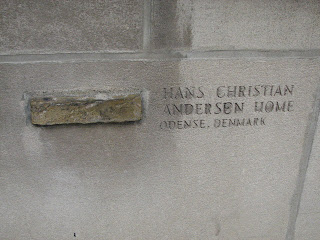 HANS CHRISTIAN
ANDERSEN HOME
ODENSE, DENMARK